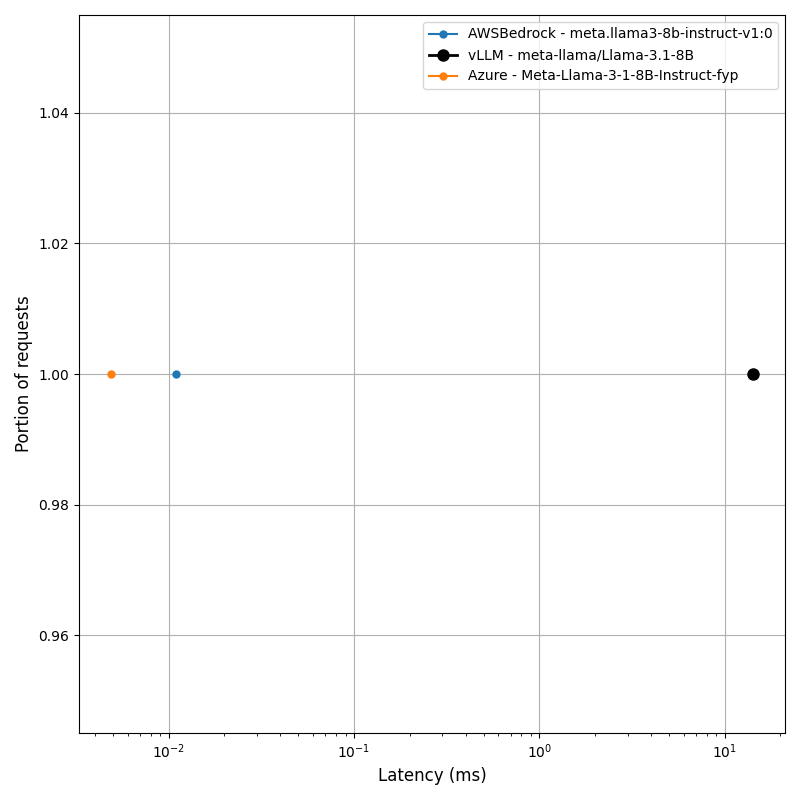 AWSBedrock - meta.llama3-8b-instruct-v1:0
vLLM - meta-llama/Llama-3.1-8B
Azure - Meta-Llama-3-1-8B-Instruct-fyp
1.04
1.02
1.00
0.98
0.96
Portion of requests
10⁻² 10⁻¹ 10⁰ 10¹
Latency (ms)